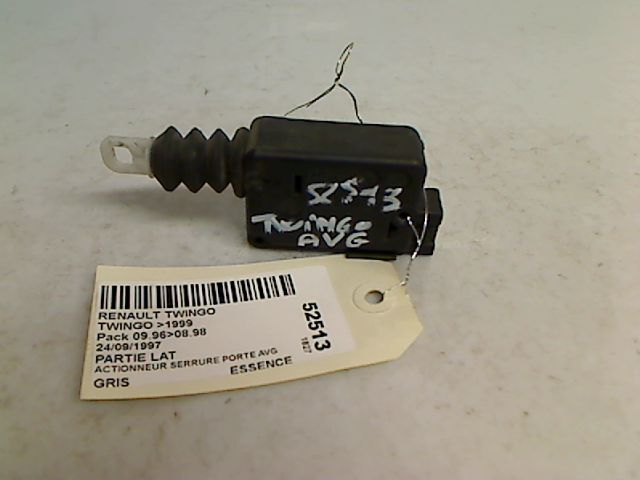 52513
TWINGO
AVG
RENAULT TWINGO
TWINGO >1999
Pack 09.96>08.98
24/09/1997
PARTIE LAT
ACTIONNEUR SERRURE PORTE AVG
ESSENCE
GRIS
52513
1827